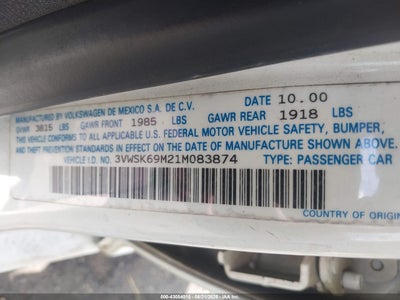 MANUFACTURED BY VOLKSWAGEN DE MEXICO S.A. DE C.V. DATE 10.00
GVWR 3815 LBS GAWR FRONT 1985 LBS GAWR REAR 1918 LBS
THIS VEHICLE CONFORMS TO ALL APPLICABLE U.S. FEDERAL MOTOR VEHICLE SAFETY, BUMPER,
AND THEFT PREVENTION STANDARDS IN EFFECT ON THE DATE OF MANUFACTURE SHOWN ABOVE.
VEHICLE I.D. NO. 3VWSK69M21M083874 TYPE: PASSENGER CAR
COUNTRY OF ORIGIN